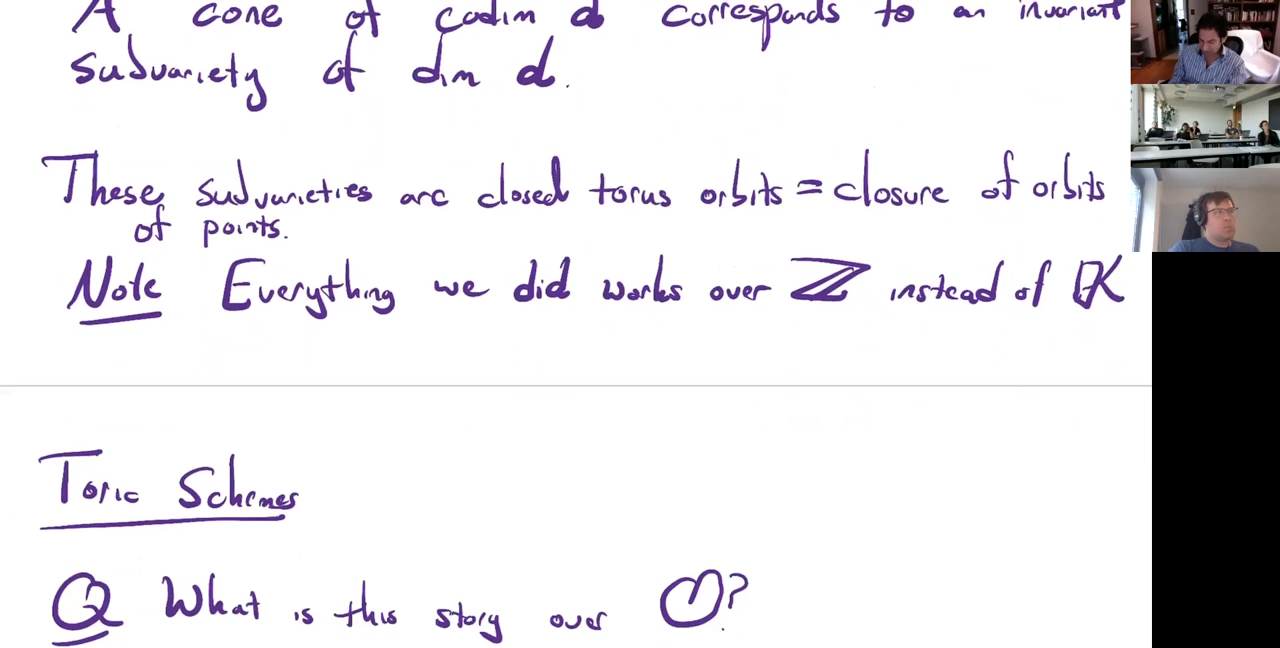 A cone of codim d corresponds to an invariant
subvariety of dim d.
These subvarieties are closed torus orbits = closure of orbits
of points.
Note Everything we did works over ℤ instead of 𝕂
Toric Schemes
Q What is this story over O?